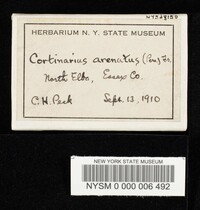 HERBARIUM N. Y. STATE MUSEUM
Cortinarius arenatus (Pers) Fr.
North Elba, Essex Co.
C. H. Peck Sept. 13, 1910
NEW YORK STATE MUSEUM
NYSM 0 000 006 492